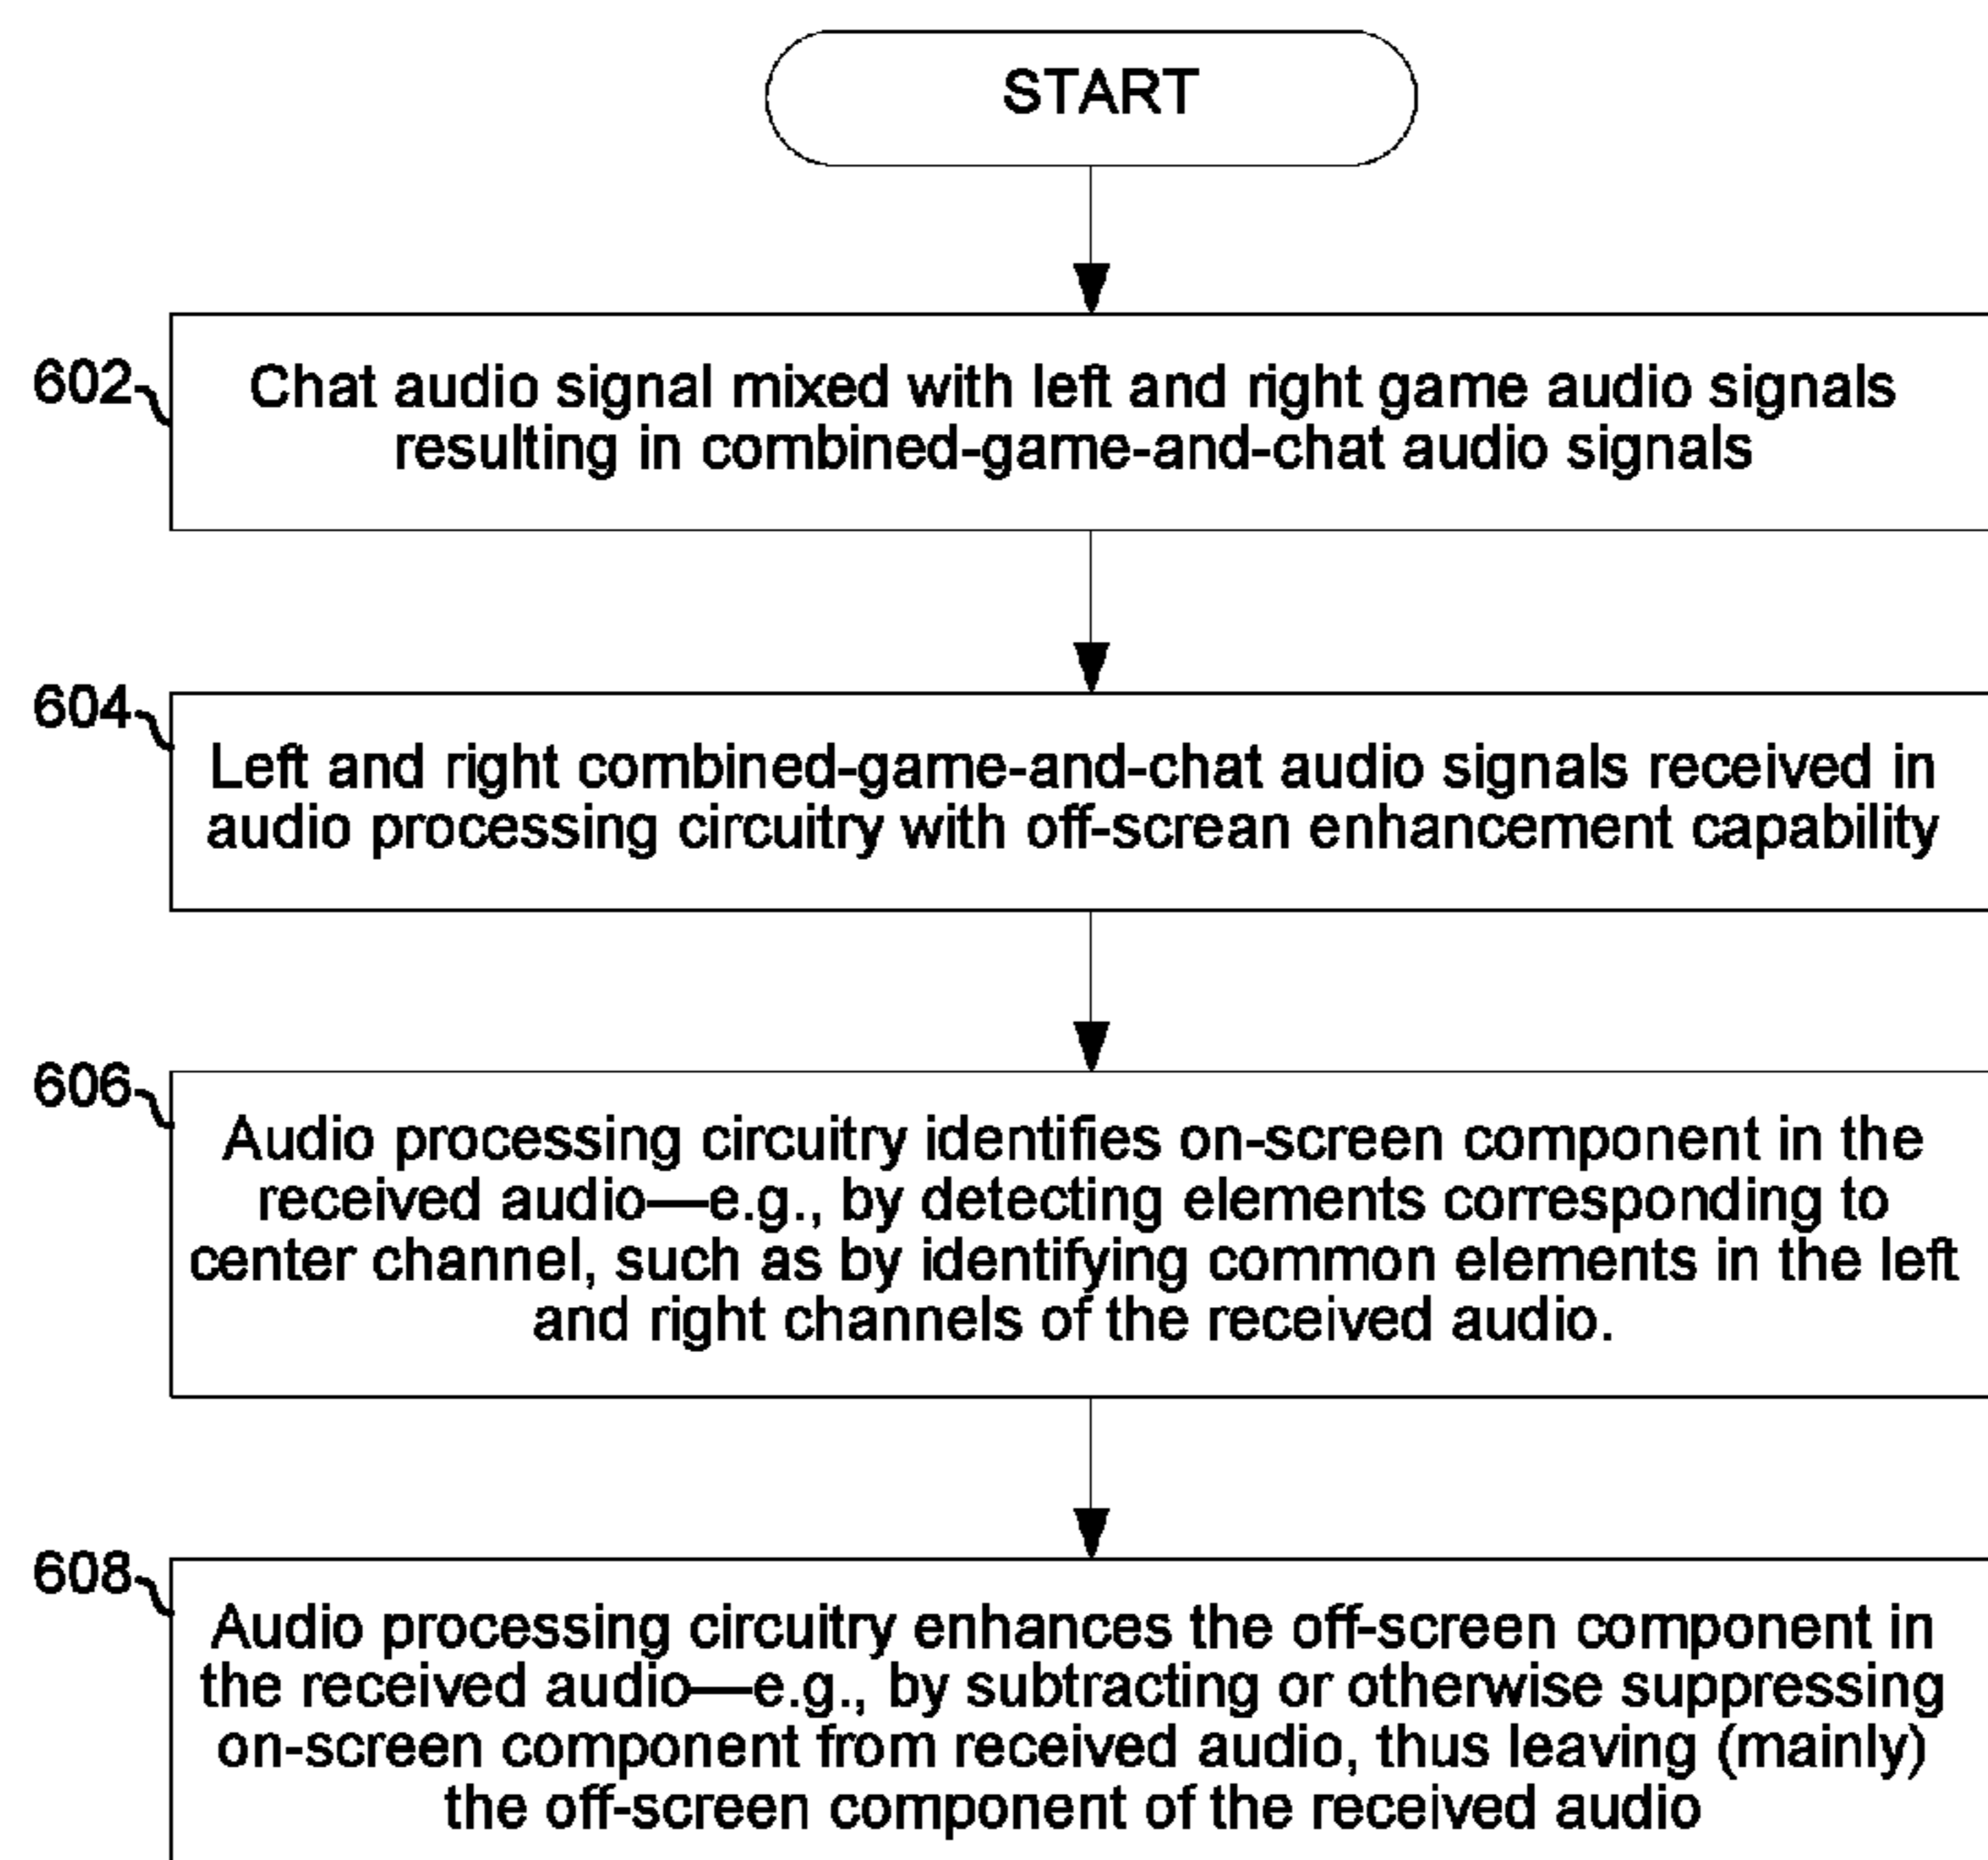 START
602
Chat audio signal mixed with left and right game audio signals
resulting in combined-game-and-chat audio signals
604
Left and right combined-game-and-chat audio signals received in
audio processing circuitry with off-screan enhancement capability
606
Audio processing circuitry identifies on-screen component in the
received audio—e.g., by detecting elements corresponding to
center channel, such as by identifying common elements in the left
and right channels of the received audio.
608
Audio processing circuitry enhances the off-screen component in
the received audio—e.g., by subtracting or otherwise suppressing
on-screen component from received audio, thus leaving (mainly)
the off-screen component of the received audio